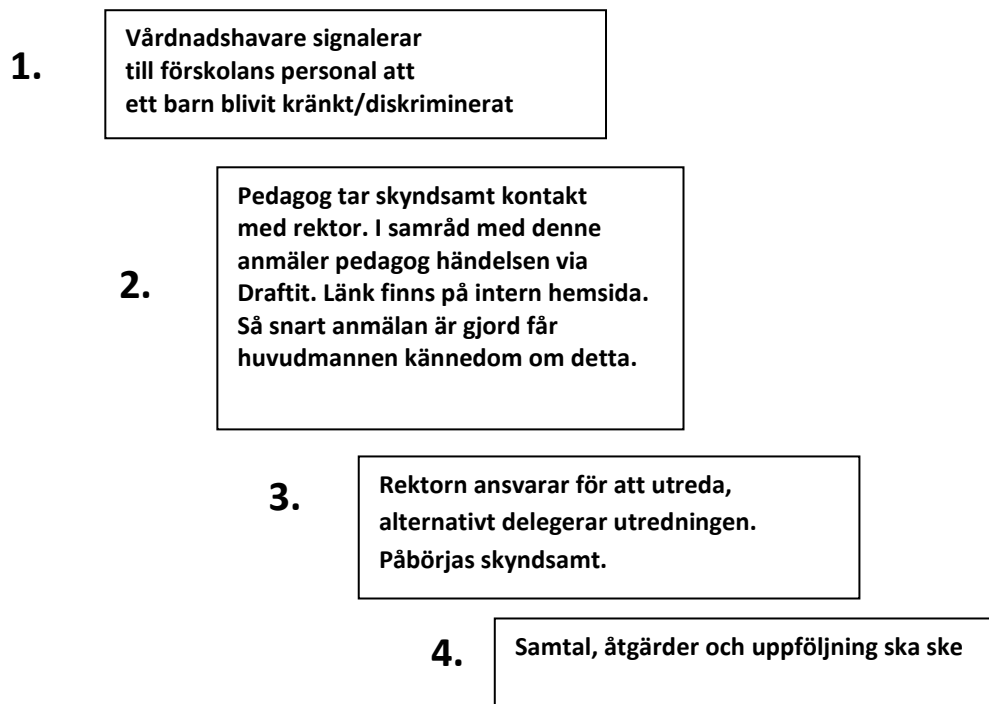 1.
Vårdnadshavare signalerar
till förskolans personal att
ett barn blivit kränkt/diskriminerat
2.
Pedagog tar skyndsamt kontakt
med rektor. I samråd med denne
anmäler pedagog händelsen via
Draftit. Länk finns på intern hemsida.
Så snart anmälan är gjord får
huvudmannen kännedom om detta.
3.
Rektorn ansvarar för att utreda,
alternativt delegerar utredningen.
Påbörjas skyndsamt.
4.
Samtal, åtgärder och uppföljning ska ske